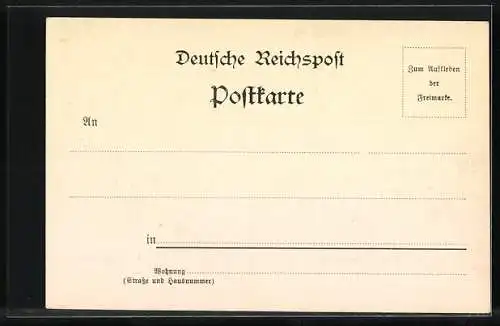 Deutsche Reichspost
Postkarte
Zum Aufkleben
der
Freimarke.
An
in
Wohnung
(Straße und Hausnummer)